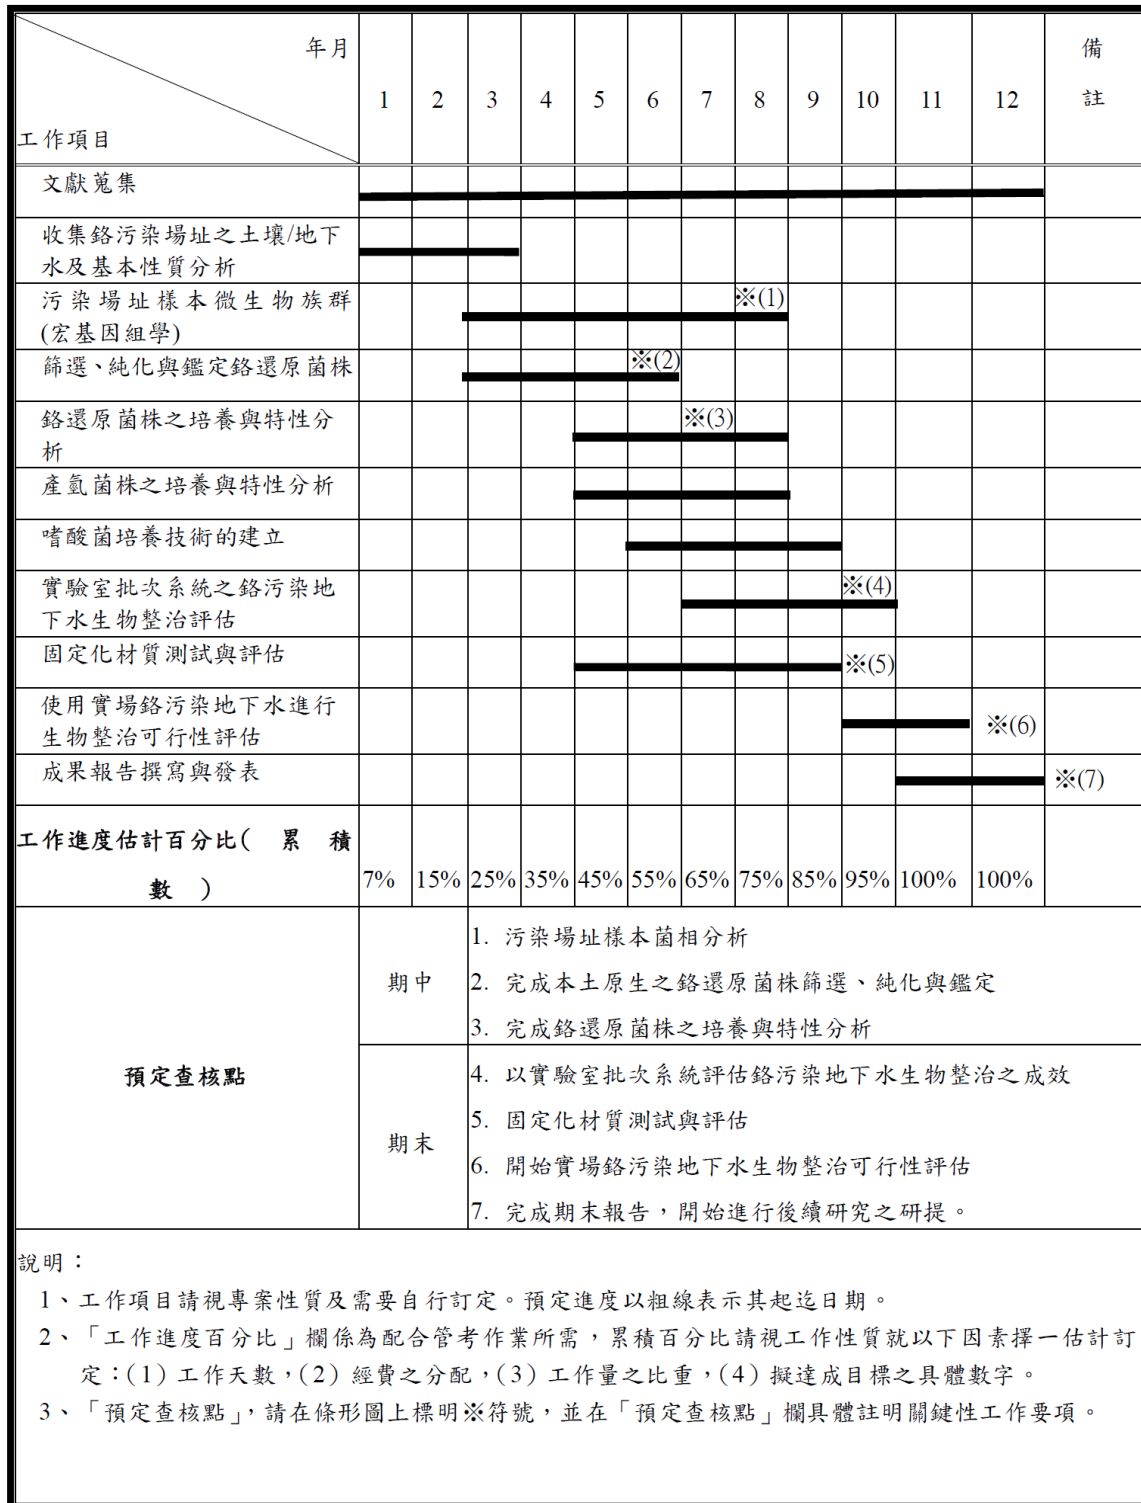 年月
1 2 3 4 5 6 7 8 9 10 11 12
備
註
工作項目
文獻蒐集
收集鉻污染場址之土壤/地下
水及基本性質分析
污染場址樣本微生物族群
(宏基因組學)
※(1)
篩選、純化與鑑定鉻還原菌株
※(2)
鉻還原菌株之培養與特性分
析
※(3)
產氫菌株之培養與特性分析
嗜酸菌培養技術的建立
實驗室批次系統之鉻污染地
下水生物整治評估
※(4)
固定化材質測試與評估
※(5)
使用實場鉻污染地下水進行
生物整治可行性評估
※(6)
成果報告撰寫與發表
※(7)
工作進度估計百分比( 累 積
數 )
7% 15% 25% 35% 45% 55% 65% 75% 85% 95% 100% 100%
預定查核點
期中
1. 污染場址樣本菌相分析
2. 完成本土原生之鉻還原菌株篩選、純化與鑑定
3. 完成鉻還原菌株之培養與特性分析
期末
4. 以實驗室批次系統評估鉻污染地下水生物整治之成效
5. 固定化材質測試與評估
6. 開始實場鉻污染地下水生物整治可行性評估
7. 完成期末報告，開始進行後續研究之研提。
說明：
1、工作項目請視專案性質及需要自行訂定。預定進度以粗線表示其起迄日期。
2、「工作進度百分比」欄係為配合管考作業所需，累積百分比請視工作性質就以下因素擇一估計訂
定：(1) 工作天數，(2) 經費之分配，(3) 工作量之比重，(4) 擬達成目標之具體數字。
3、「預定查核點」，請在條形圖上標明※符號，並在「預定查核點」欄具體註明關鍵性工作要項。